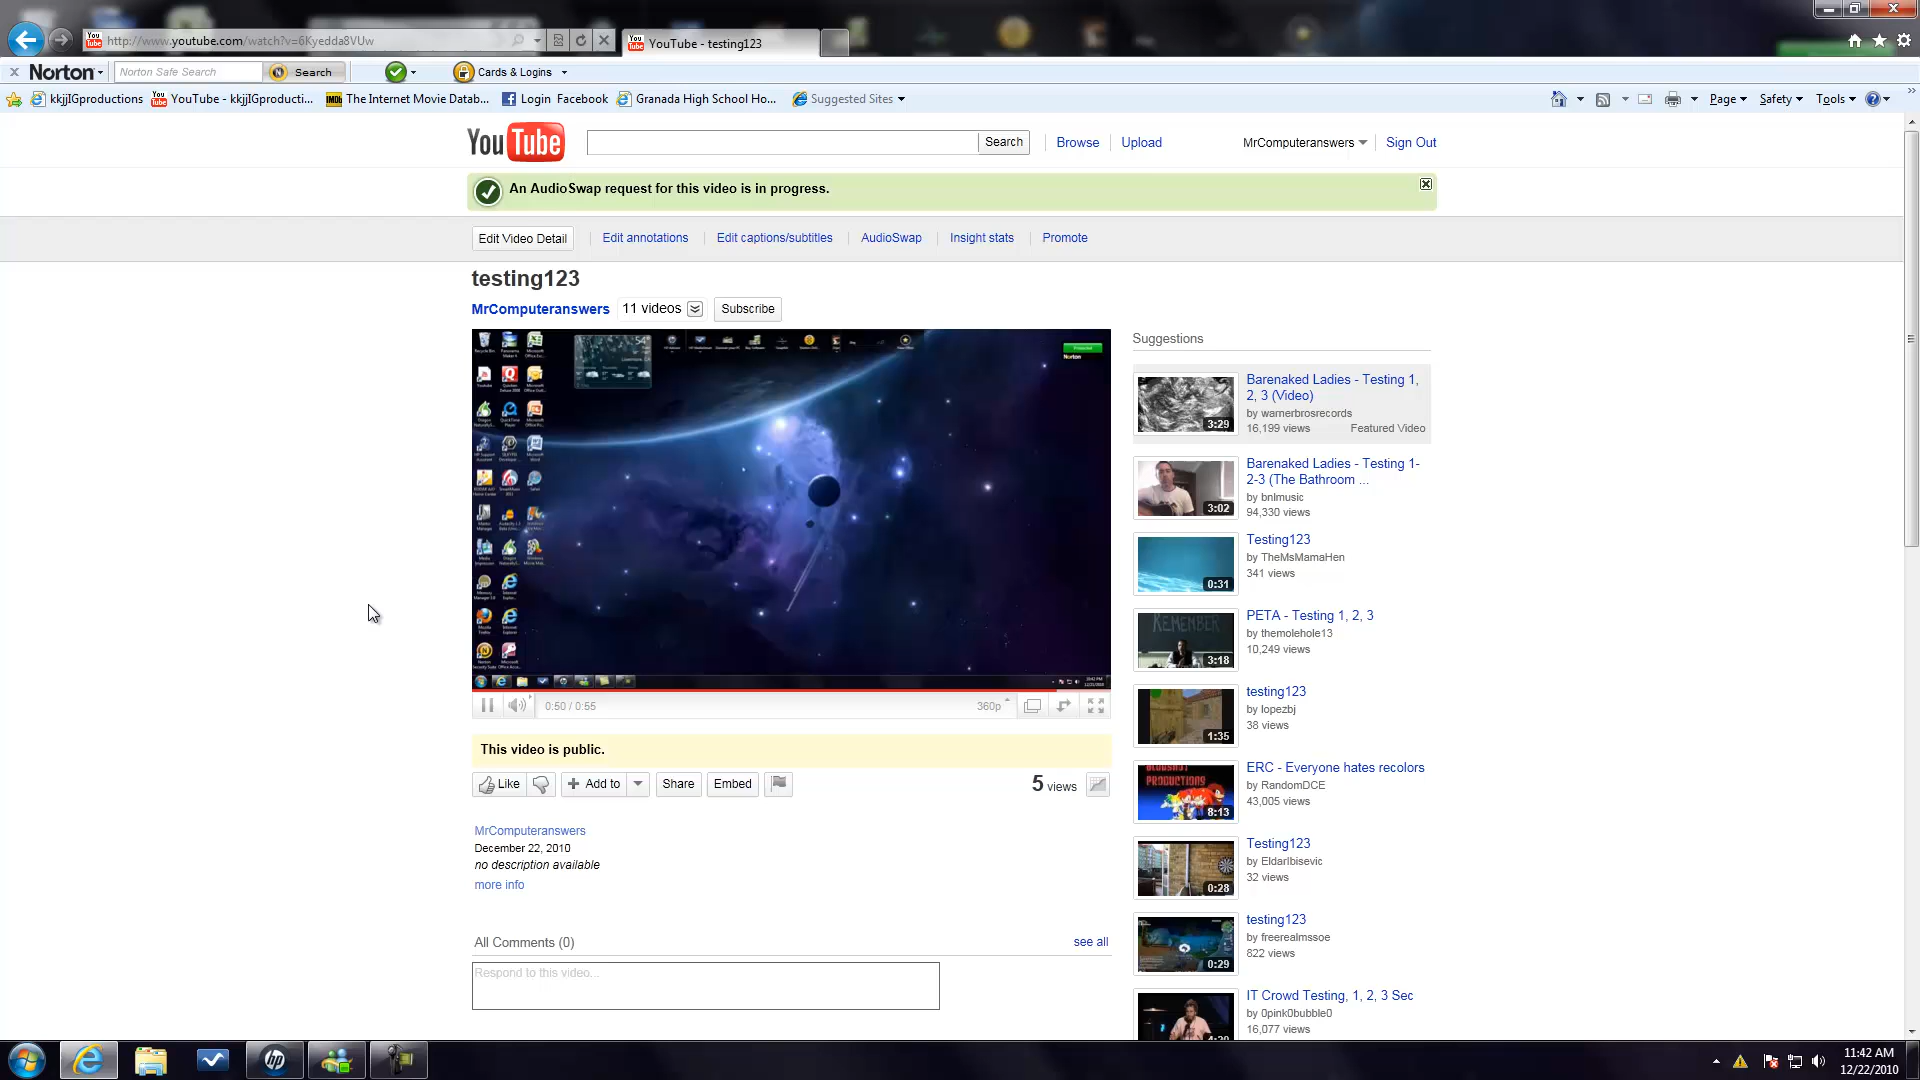 http://www.youtube.com/watch?v=6Kyedda8VUw
YouTube - testing123
Norton
Norton Safe Search
Search
Cards & Logins
kkjjIGproductions
YouTube - kkjjIGproducti...
The Internet Movie Datab...
Login Facebook
Granada High School Ho...
Suggested Sites
Page
Safety
Tools
YouTube
Search
Browse
Upload
MrComputeranswers
Sign Out
An AudioSwap request for this video is in progress.
Edit Video Detail
Edit annotations
Edit captions/subtitles
AudioSwap
Insight stats
Promote
testing123
MrComputeranswers
11 videos
Subscribe
Norton
0:50 / 0:55
360p
This video is public.
Like
Add to
Share
Embed
5 views
MrComputeranswers
December 22, 2010
no description available
more info
All Comments (0)
see all
Respond to this video...
Suggestions
Barenaked Ladies - Testing 1,
2, 3 (Video)
by warnerbrosrecords
16,199 views
Featured Video
3:29
Barenaked Ladies - Testing 1-
2-3 (The Bathroom ...
by bnlmusic
94,330 views
3:02
Testing123
by TheMsMamaHen
341 views
0:31
PETA - Testing 1, 2, 3
by themolehole13
10,249 views
REMEMBER
3:18
testing123
by lopezbj
38 views
1:35
ERC - Everyone hates recolors
by RandomDCE
43,005 views
PRODUCTIONS
8:13
Testing123
by EldarIbisevic
32 views
0:28
testing123
by freerealmssoe
822 views
0:29
IT Crowd Testing, 1, 2, 3 Sec
by 0pink0bubble0
16,077 views
11:42 AM
12/22/2010